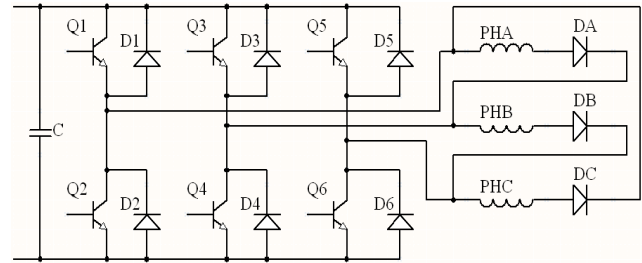 Q1 Q3 Q5 PHA DA
D1 D3 D5
C PHB DB
Q2 Q4 Q6 PHC DC
D2 D4 D6